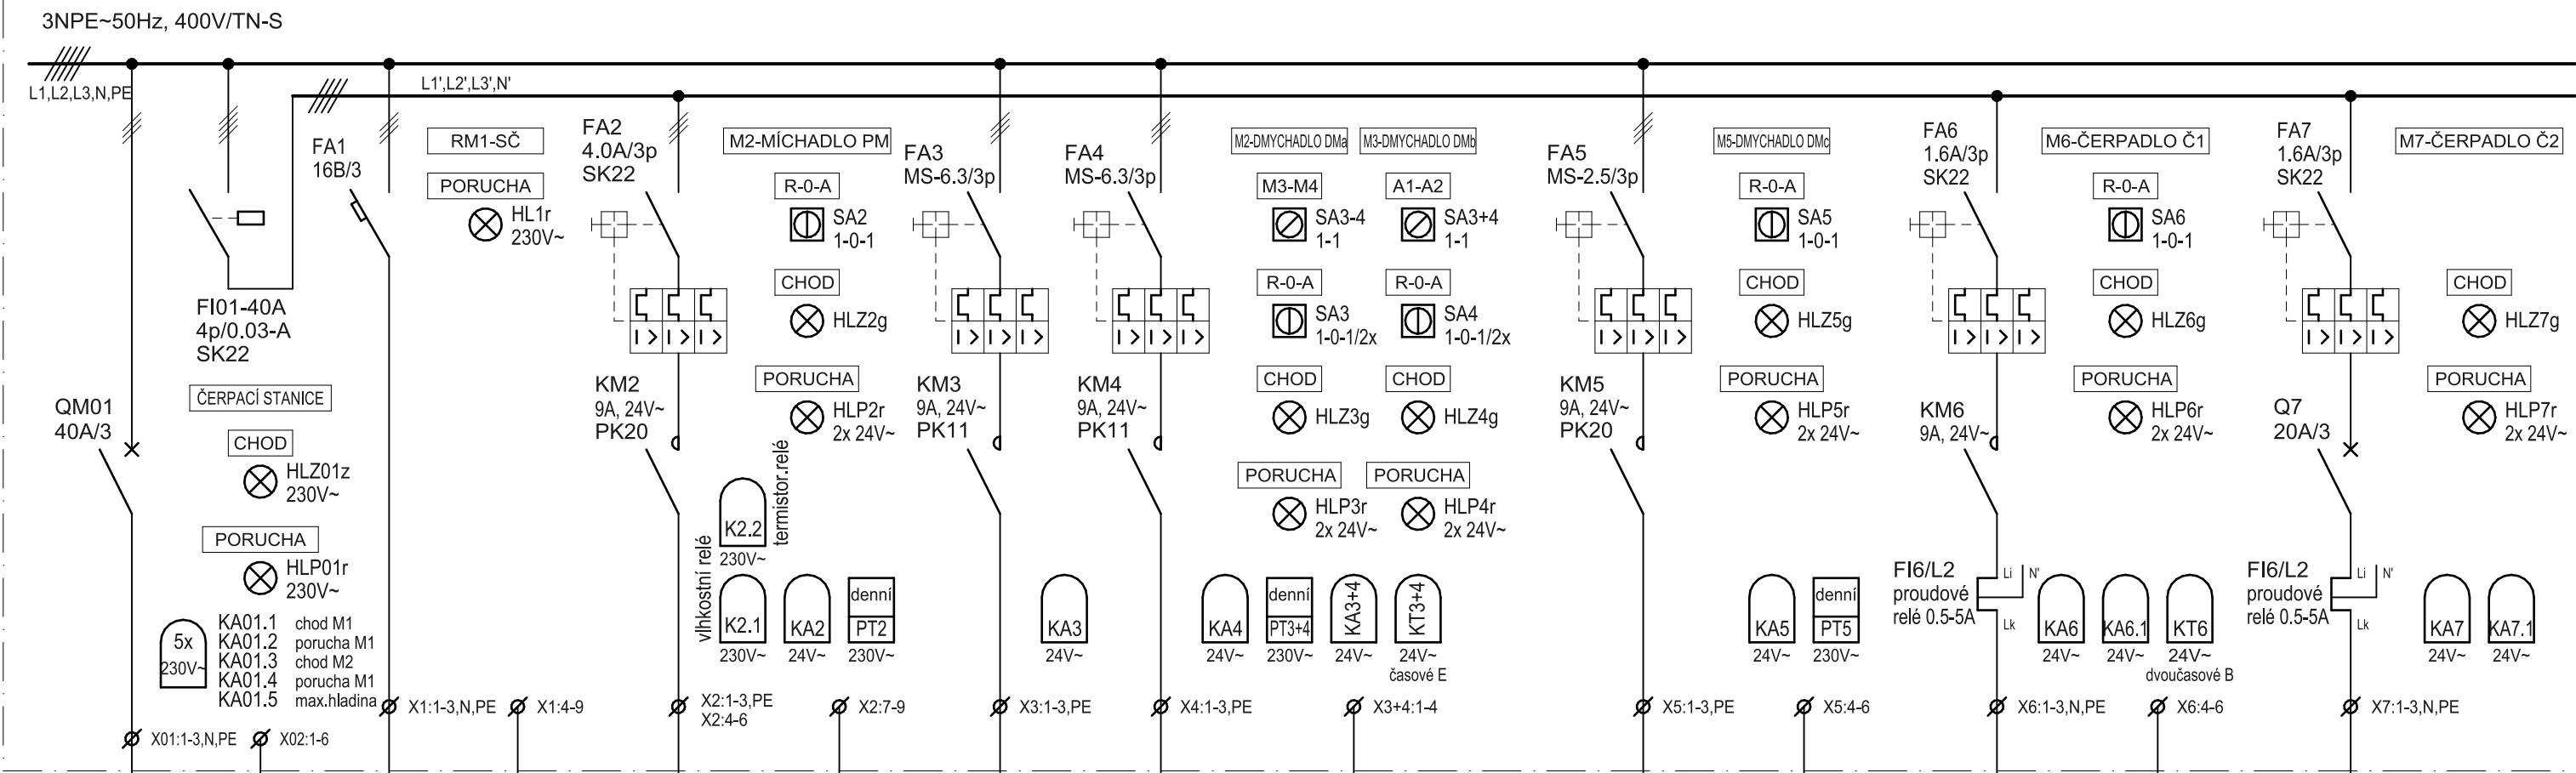 3NPE~50Hz, 400V/TN-S
L1,L2,L3,N,PE
L1',L2',L3',N'
FI01-40A
4p/0.03-A
SK22
QM01
40A/3
ČERPACÍ STANICE
CHOD
HLZ01z
230V~
PORUCHA
HLP01r
230V~
5x
230V~
KA01.1 chod M1
KA01.2 porucha M1
KA01.3 chod M2
KA01.4 porucha M1
KA01.5 max.hladina
X01:1-3,N,PE
X02:1-6
FA1
16B/3
RM1-SČ
PORUCHA
HL1r
230V~
X1:1-3,N,PE
X1:4-9
FA2
4.0A/3p
SK22
M2-MÍCHADLO PM
R-0-A
SA2
1-0-1
CHOD
HLZ2g
I> I> I>
PORUCHA
HLP2r
2x 24V~
KM2
9A, 24V~
PK20
termistor.relé
K2.2
230V~
vlhkostní relé
K2.1
230V~
KA2
24V~
denní
PT2
230V~
X2:1-3,PE
X2:4-6
X2:7-9
FA3
MS-6.3/3p
I> I> I>
KM3
9A, 24V~
PK11
KA3
24V~
X3:1-3,PE
FA4
MS-6.3/3p
I> I> I>
KM4
9A, 24V~
PK11
M2-DMYCHADLO DMa
M3-DMYCHADLO DMb
M3-M4
SA3-4
1-1
A1-A2
SA3+4
1-1
R-0-A
SA3
1-0-1/2x
R-0-A
SA4
1-0-1/2x
CHOD
HLZ3g
CHOD
HLZ4g
PORUCHA
HLP3r
2x 24V~
PORUCHA
HLP4r
2x 24V~
KA4
24V~
denní
PT3+4
230V~
KA3+4
24V~
KT3+4
24V~
časové E
X4:1-3,PE
X3+4:1-4
FA5
MS-2.5/3p
I> I> I>
KM5
9A, 24V~
PK20
M5-DMYCHADLO DMc
R-0-A
SA5
1-0-1
CHOD
HLZ5g
PORUCHA
HLP5r
2x 24V~
KA5
24V~
denní
PT5
230V~
X5:1-3,PE
X5:4-6
FA6
1.6A/3p
SK22
I> I> I>
KM6
9A, 24V~
M6-ČERPADLO Č1
R-0-A
SA6
1-0-1
CHOD
HLZ6g
PORUCHA
HLP6r
2x 24V~
FI6/L2
proudové
relé 0.5-5A
Li N'
Lk
KA6
24V~
KA6.1
24V~
KT6
24V~
dvoučasové B
X6:1-3,N,PE
X6:4-6
FA7
1.6A/3p
SK22
I> I> I>
Q7
20A/3
M7-ČERPADLO Č2
CHOD
HLZ7g
PORUCHA
HLP7r
2x 24V~
FI6/L2
proudové
relé 0.5-5A
Li N'
Lk
KA7
24V~
KA7.1
24V~
X7:1-3,N,PE